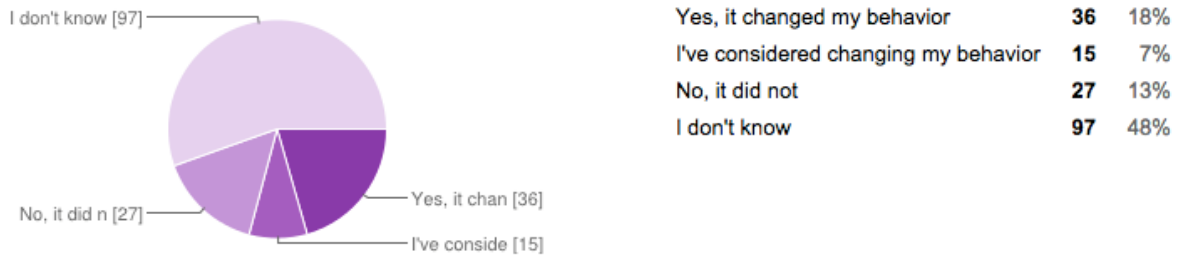 I don't know [97]
No, it did n [27]
Yes, it chan [36]
I've conside [15]
Yes, it changed my behavior 36 18%
I've considered changing my behavior 15 7%
No, it did not 27 13%
I don't know 97 48%